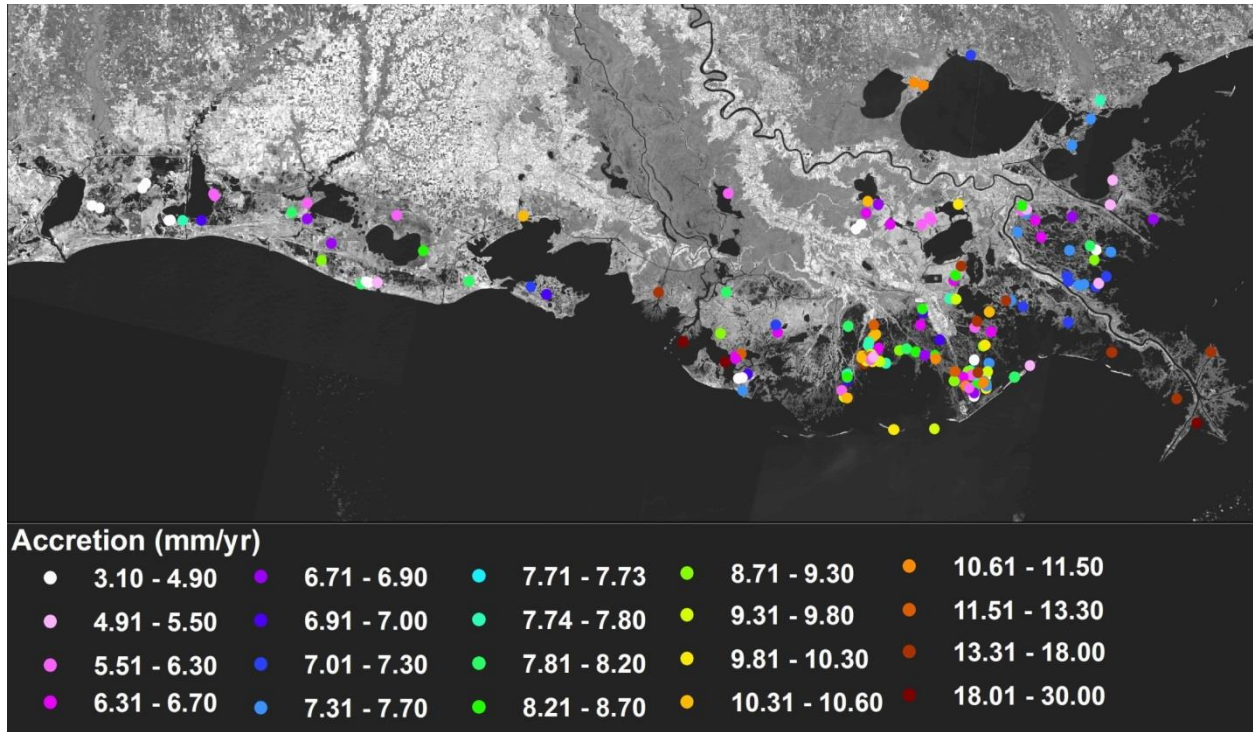 Accretion (mm/yr)
3.10 - 4.90
4.91 - 5.50
5.51 - 6.30
6.31 - 6.70
6.71 - 6.90
6.91 - 7.00
7.01 - 7.30
7.31 - 7.70
7.71 - 7.73
7.74 - 7.80
7.81 - 8.20
8.21 - 8.70
8.71 - 9.30
9.31 - 9.80
9.81 - 10.30
10.31 - 10.60
10.61 - 11.50
11.51 - 13.30
13.31 - 18.00
18.01 - 30.00